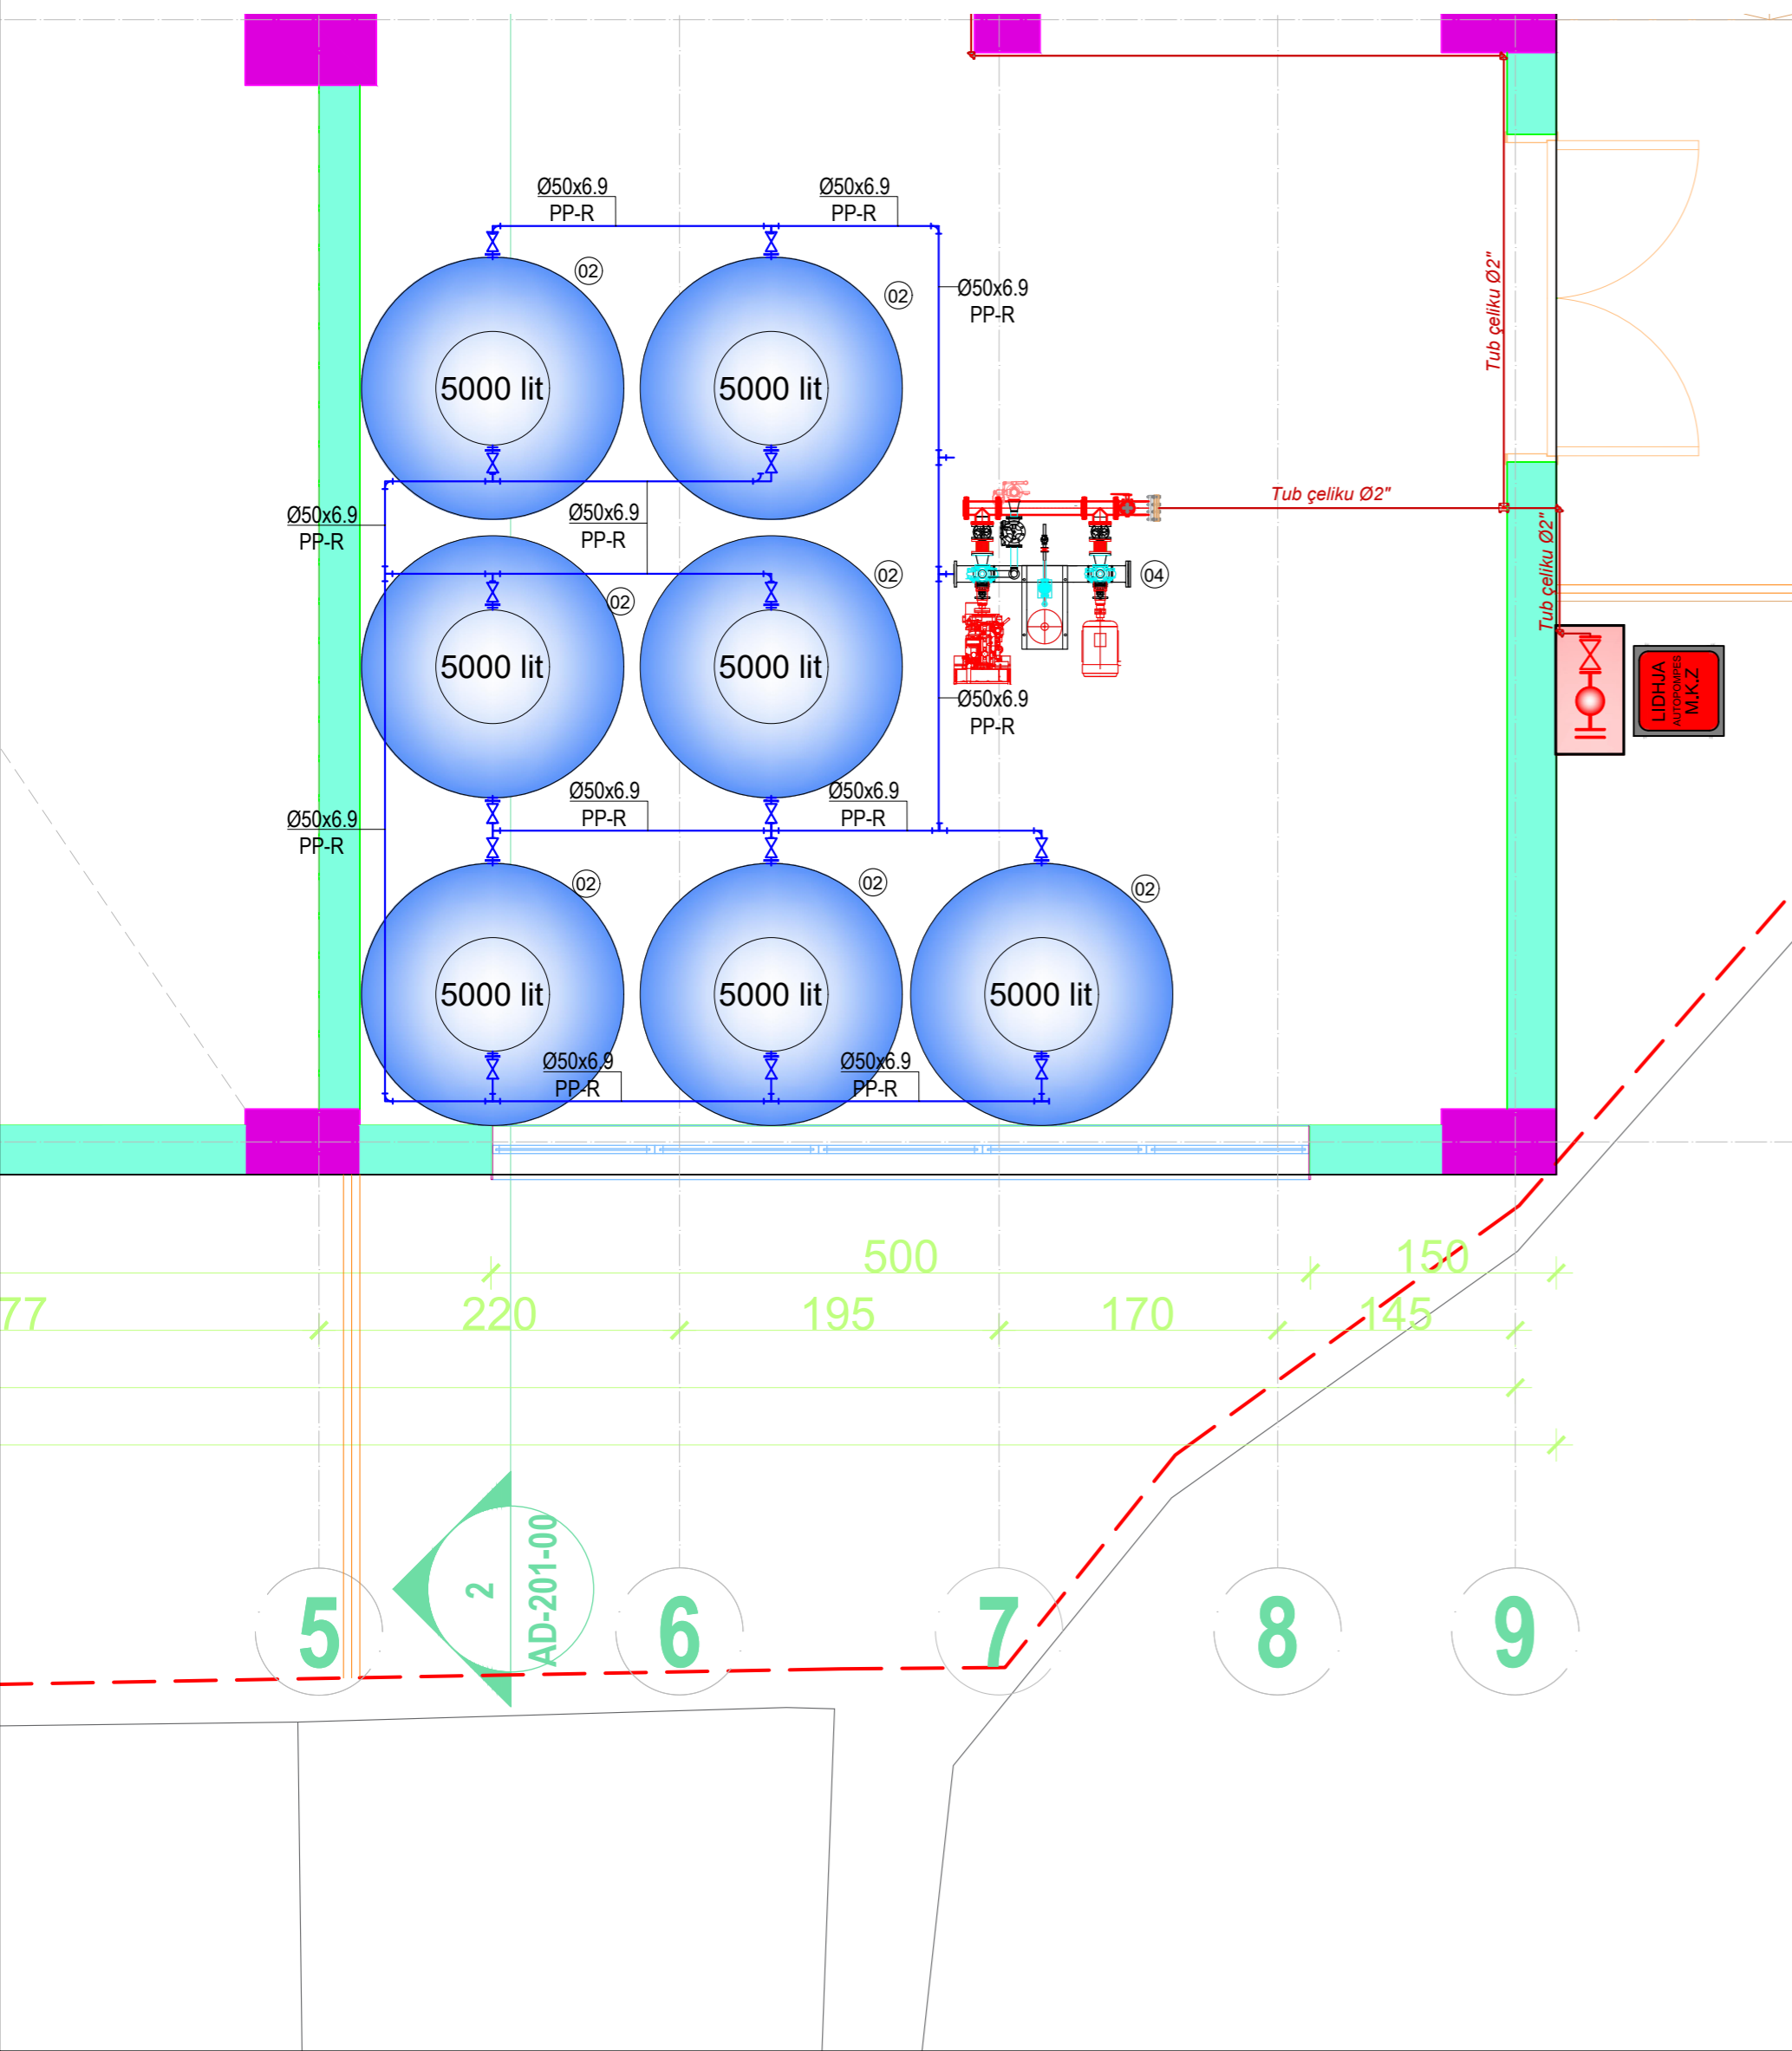 Ø50x6.9
PP-R
Ø50x6.9
PP-R
02
02
Ø50x6.9
PP-R
5000 lit
5000 lit
Tub çeliku Ø2"
Ø50x6.9
PP-R
Ø50x6.9
PP-R
Tub çeliku Ø2"
Tub çeliku Ø2"
02
02
04
5000 lit
5000 lit
Ø50x6.9
PP-R
LIDHJA
AUTOPOMPES
M.K.Z
Ø50x6.9
PP-R
Ø50x6.9
PP-R
Ø50x6.9
PP-R
02
02
02
5000 lit
5000 lit
5000 lit
Ø50x6.9
PP-R
Ø50x6.9
PP-R
500
150
77
220
195
170
145
2
AD-201-00
5
6
7
8
9